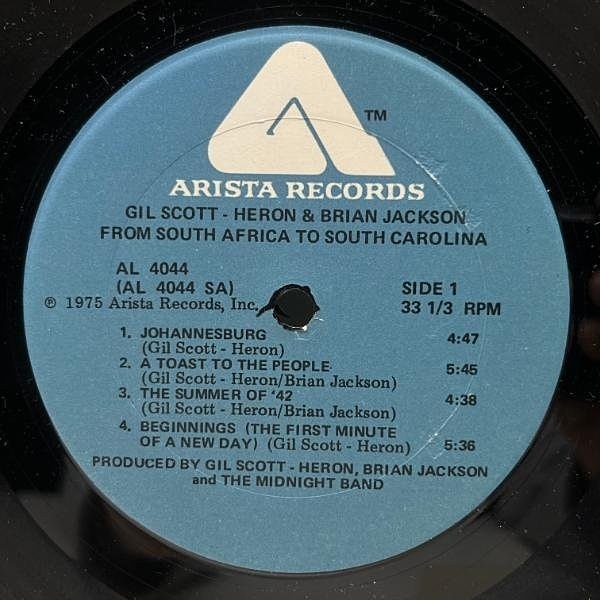 TM
ARISTA RECORDS
GIL SCOTT - HERON & BRIAN JACKSON
FROM SOUTH AFRICA TO SOUTH CAROLINA
AL 4044
(AL 4044 SA) SIDE 1
℗ 1975 Arista Records, Inc. 33 1/3 RPM
1. JOHANNESBURG 4:47
(Gil Scott - Heron)
2. A TOAST TO THE PEOPLE 5:45
(Gil Scott - Heron/Brian Jackson)
3. THE SUMMER OF '42 4:38
(Gil Scott - Heron/Brian Jackson)
4. BEGINNINGS (THE FIRST MINUTE
OF A NEW DAY) (Gil Scott - Heron) 5:36
PRODUCED BY GIL SCOTT - HERON, BRIAN JACKSON
and THE MIDNIGHT BAND